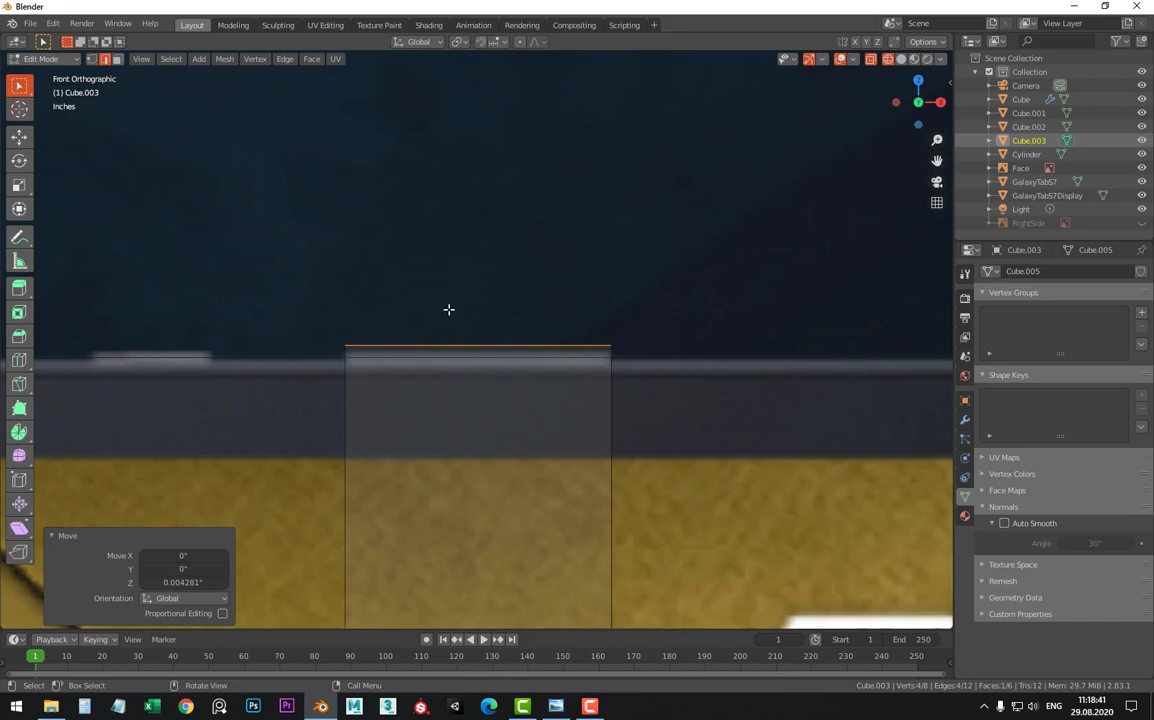 Blender
File Edit Render Window Help Layout Modeling Sculpting UV Editing Texture Paint Shading Animation Rendering Compositing Scripting + Scene View Layer
Global X Y Z Options
Edit Mode View Select Add Mesh Vertex Edge Face UV
Front Orthographic
(1) Cube.003
Inches
Z
Y X
Scene Collection
Collection
Camera
Cube
Cube.001
Cube.002
Cube.003
Cylinder
Face
GalaxyTabS7
GalaxyTabS7Display
Light
RightSide
Cube.003 Cube.005
Cube.005
Vertex Groups
Shape Keys
UV Maps
Vertex Colors
Face Maps
Normals
Auto Smooth
Angle 30°
Texture Space
Remesh
Geometry Data
Custom Properties
Move
Move X 0"
Y 0"
Z 0.004281"
Orientation Global
Proportional Editing
Playback Keying View Marker 1 Start 1 End 250
1 10 20 30 40 50 60 70 80 90 100 110 120 130 140 150 160 170 180 190 200 210 220 230 240 250
Select Box Select Rotate View Call Menu Cube.003 | Verts:4/8 | Edges:4/12 | Faces:1/6 | Tris:12 | Mem: 29.7 MiB | 2.83.1
Ps Pr ENG 11:18:41
29.08.2020